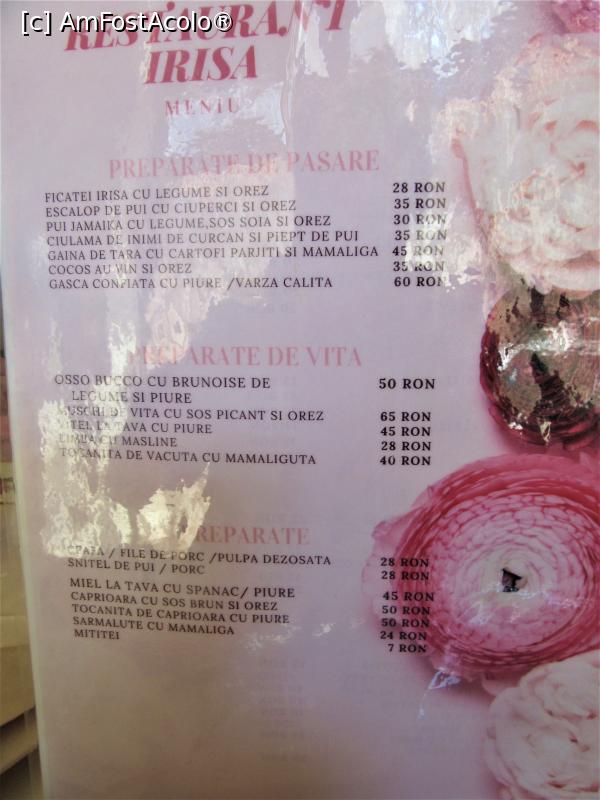 [c] AmFostAcolo®
RESTAURANT
IRISA
MENIU
PREPARATE DE PASARE
FICATEI IRISA CU LEGUME SI OREZ 28 RON
ESCALOP DE PUI CU CIUPERCI SI OREZ 35 RON
PUI JAMAIKA CU LEGUME,SOS SOIA SI OREZ 30 RON
CIULAMA DE INIMI DE CURCAN SI PIEPT DE PUI 35 RON
GAINA DE TARA CU CARTOFI PARJITI SI MAMALIGA 45 RON
COCOS AU VIN SI OREZ 35 RON
GASCA CONFIATA CU PIURE /VARZA CALITA 60 RON
PREPARATE DE VITA
OSSO BUCCO CU BRUNOISE DE 50 RON
LEGUME SI PIURE
MUSCHI DE VITA CU SOS PICANT SI OREZ 65 RON
VITEL LA TAVA CU PIURE 45 RON
LIMBA CU MASLINE 28 RON
TOCANITA DE VACUTA CU MAMALIGUTA 40 RON
PREPARATE
CEAFA / FILE DE PORC /PULPA DEZOSATA 28 RON
SNITEL DE PUI / PORC 28 RON
MIEL LA TAVA CU SPANAC/ PIURE 45 RON
CAPRIOARA CU SOS BRUN SI OREZ 50 RON
TOCANITA DE CAPRIOARA CU PIURE 50 RON
SARMALUTE CU MAMALIGA 24 RON
MITITEI 7 RON